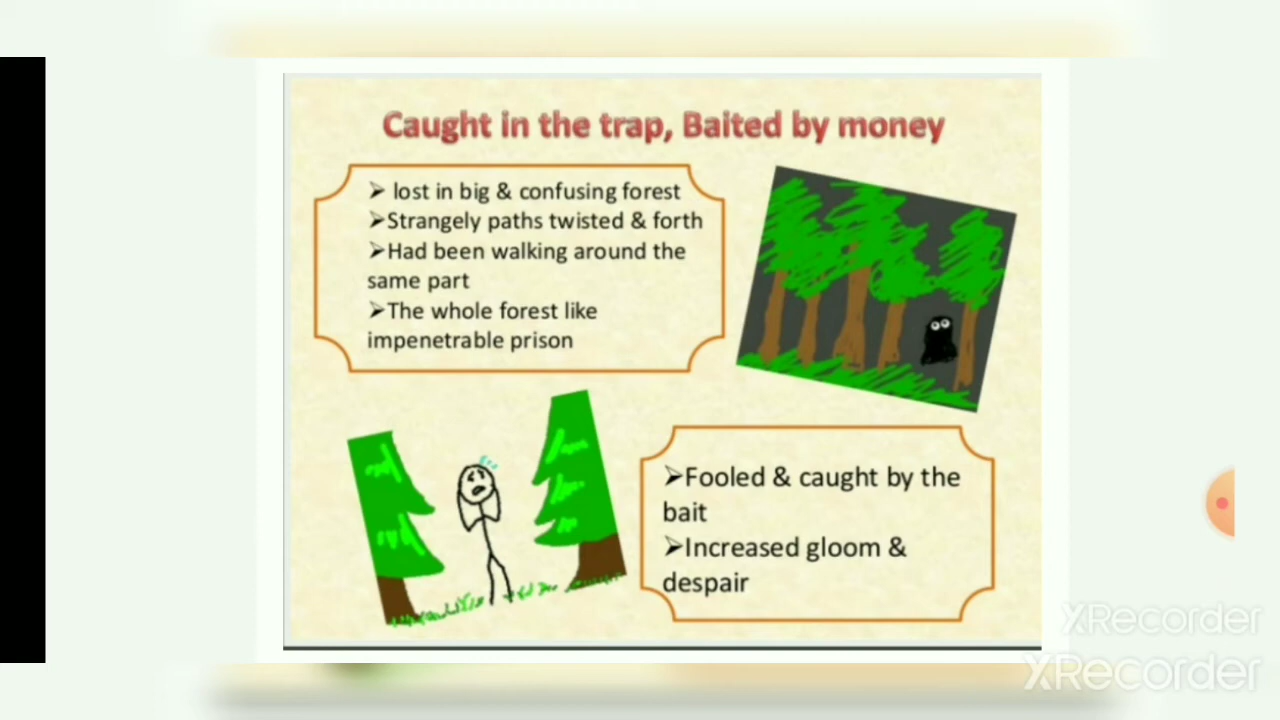 Caught in the trap, Baited by money
➤ lost in big & confusing forest
➤Strangely paths twisted & forth
➤Had been walking around the
same part
➤The whole forest like
impenetrable prison
➤Fooled & caught by the
bait
➤Increased gloom &
despair
XRecorder
XRecorder